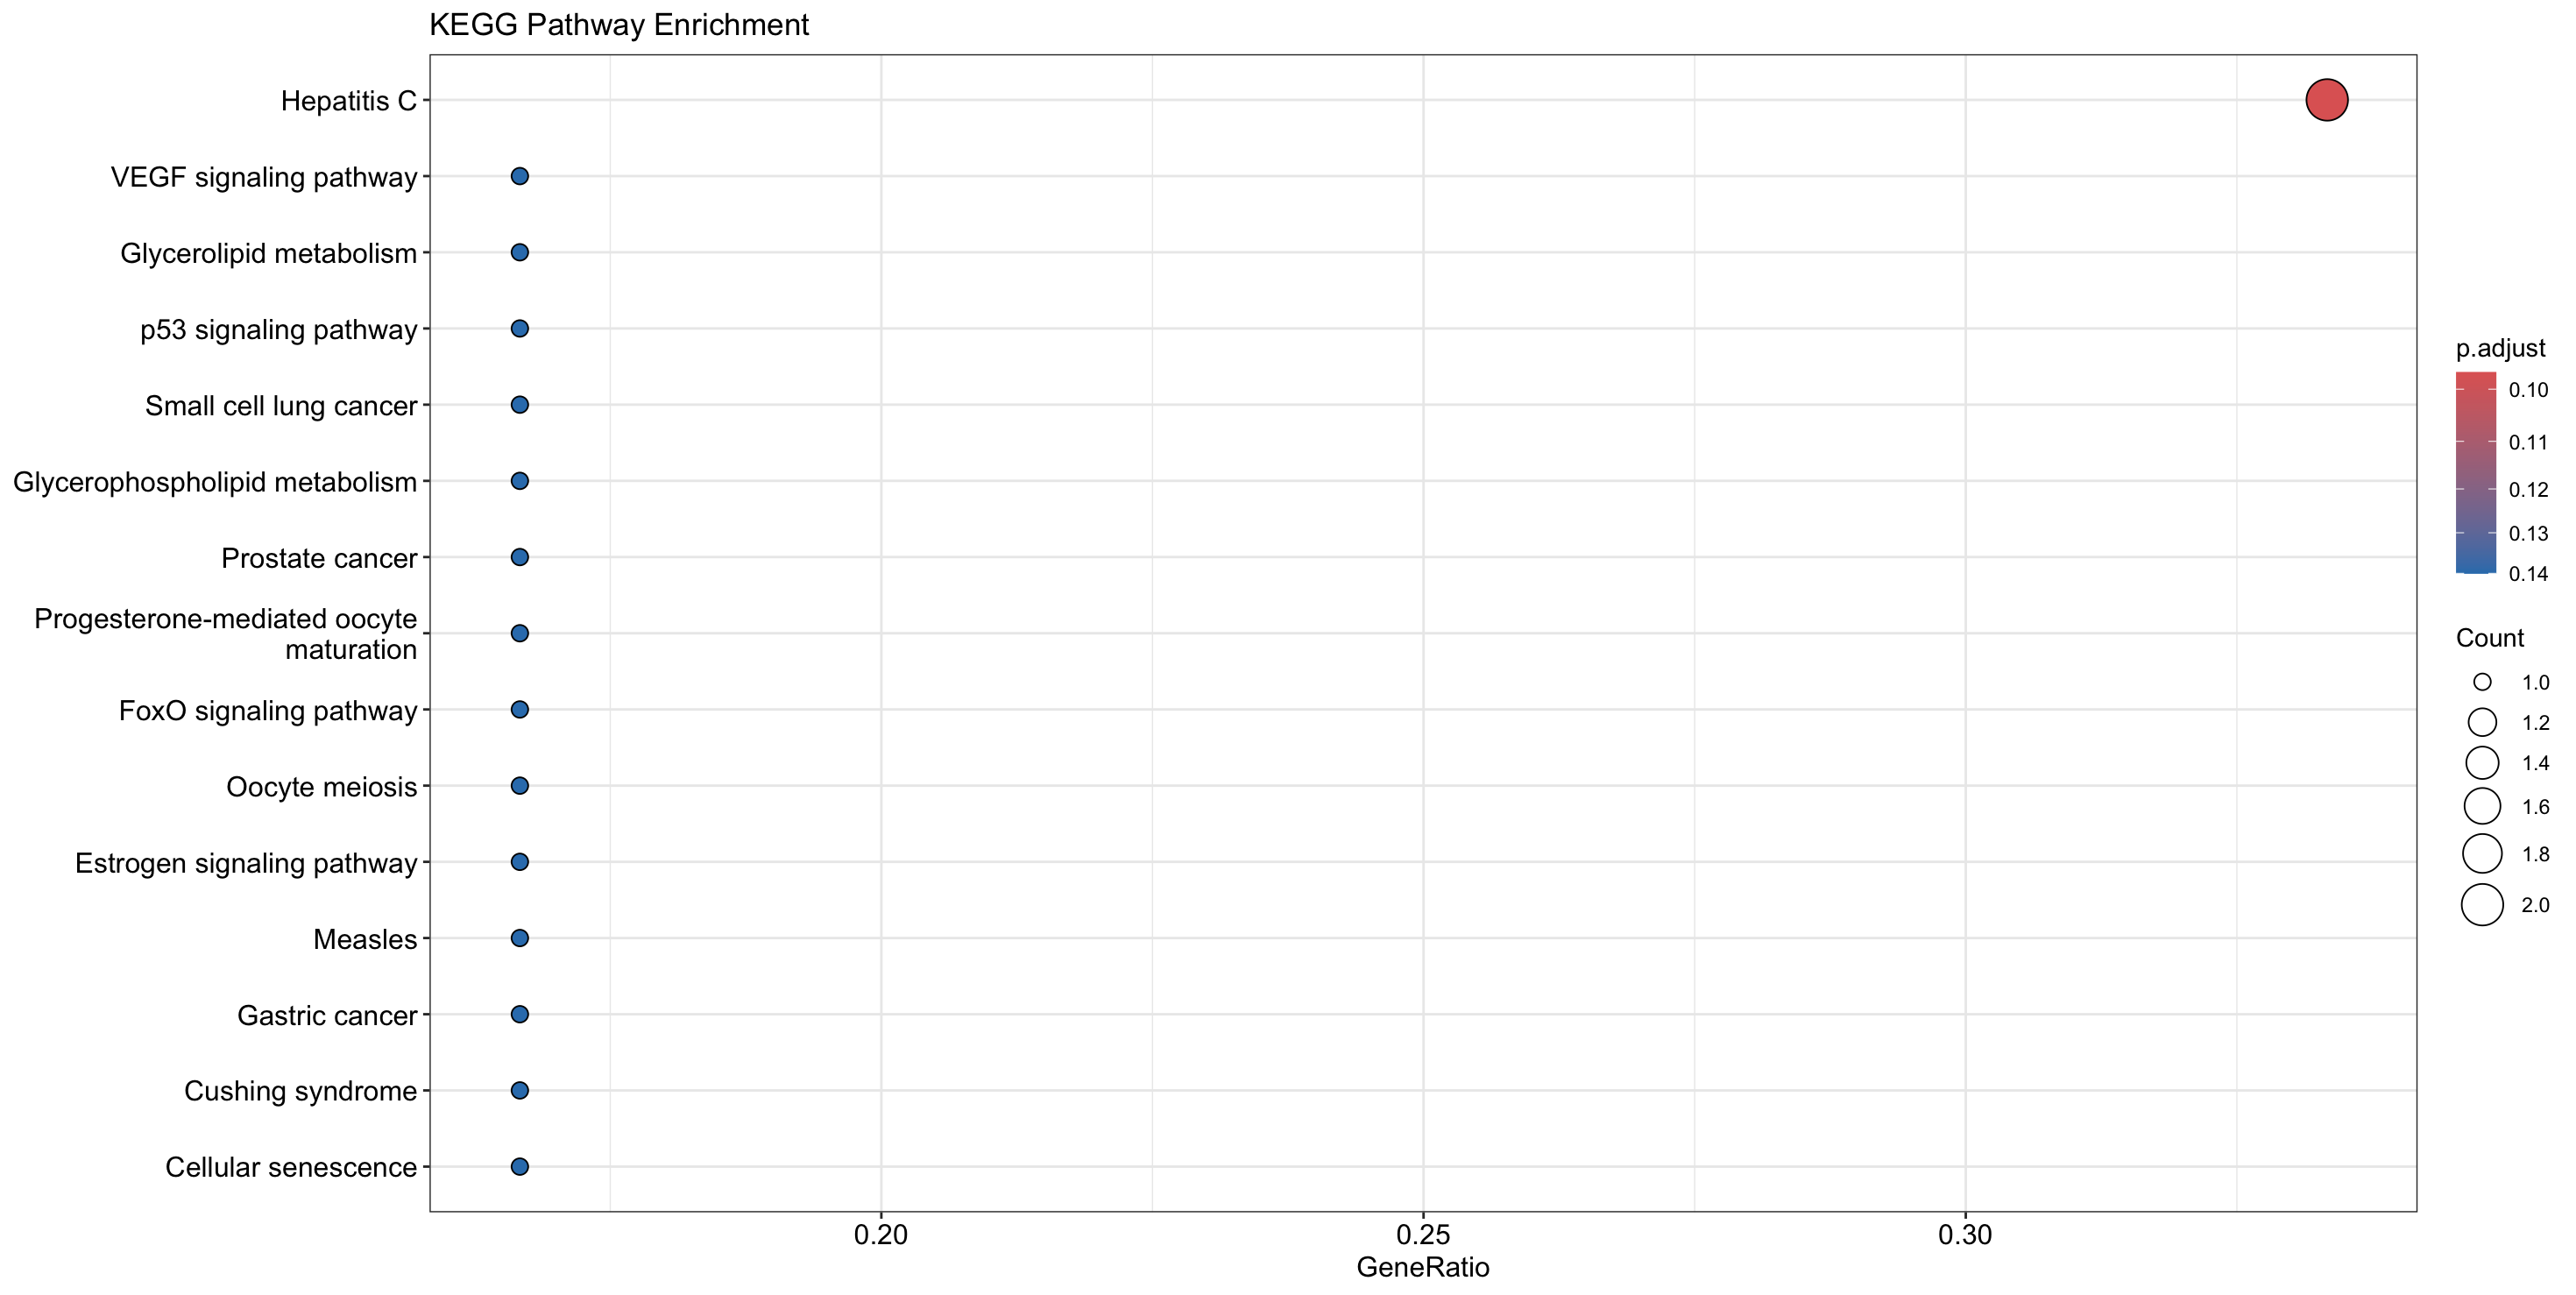 KEGG Pathway Enrichment
Hepatitis C
VEGF signaling pathway
Glycerolipid metabolism
p53 signaling pathway
Small cell lung cancer
Glycerophospholipid metabolism
Prostate cancer
Progesterone-mediated oocyte
maturation
FoxO signaling pathway
Oocyte meiosis
Estrogen signaling pathway
Measles
Gastric cancer
Cushing syndrome
Cellular senescence
0.20 0.25 0.30
GeneRatio
p.adjust
0.10
0.11
0.12
0.13
0.14
Count
1.0
1.2
1.4
1.6
1.8
2.0